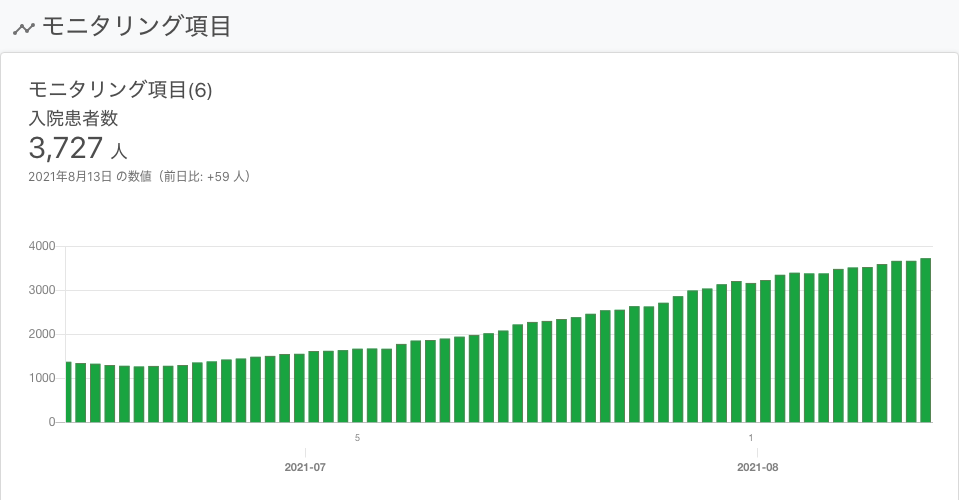 モニタリング項目
モニタリング項目(6)
入院患者数
3,727 人
2021年8月13日 の数値（前日比: +59 人）
4000
3000
2000
1000
0
5
1
2021-07
2021-08